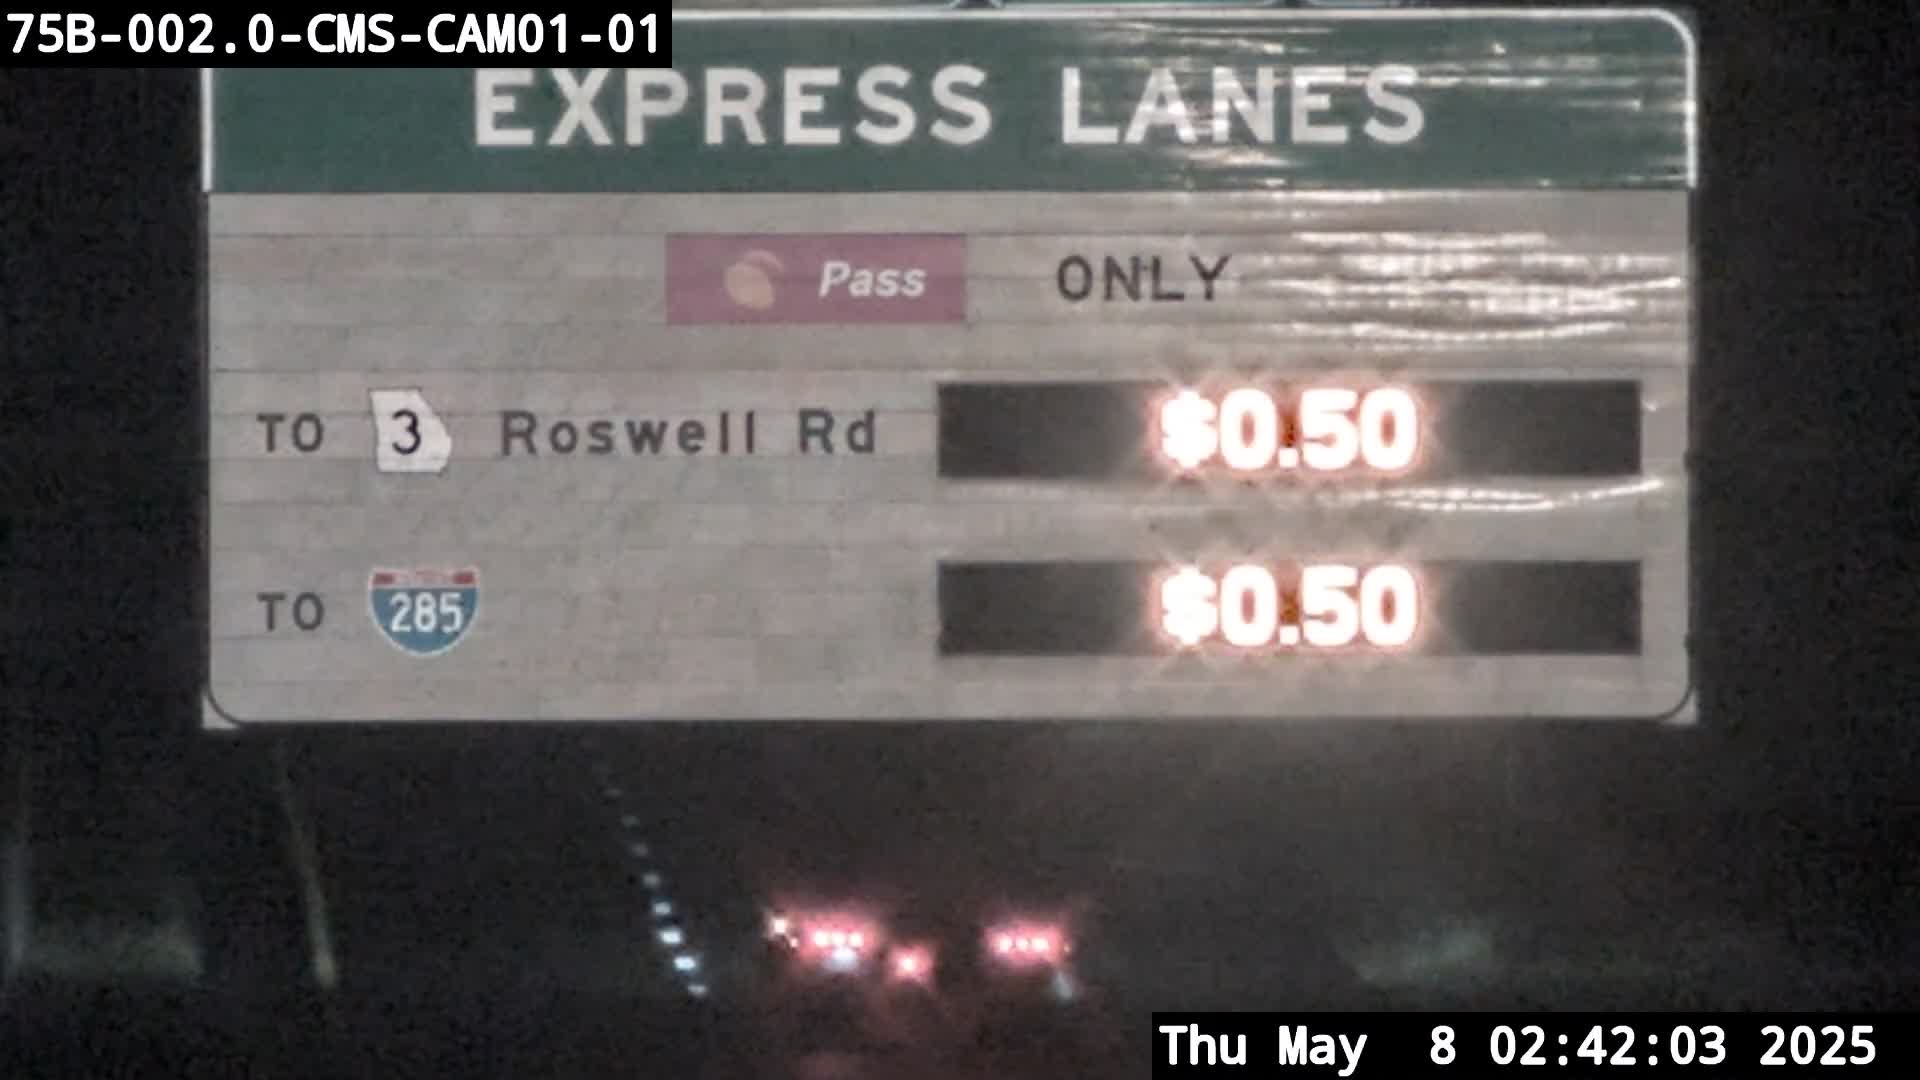 75B-002.0-CMS-CAM01-01
EXPRESS LANES
Pass ONLY
TO 3 Roswell Rd $0.50
TO 285 $0.50
Thu May 8 02:42:03 2025